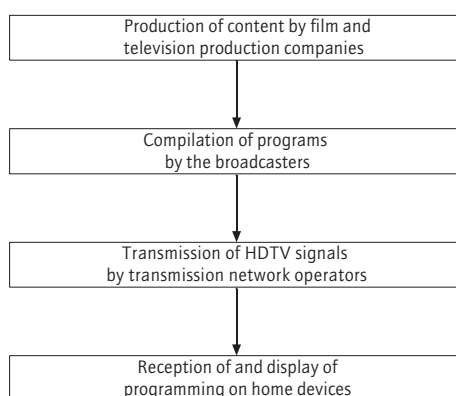 Production of content by film and
television production companies
Compilation of programs
by the broadcasters
Transmission of HDTV signals
by transmission network operators
Reception of and display of
programming on home devices